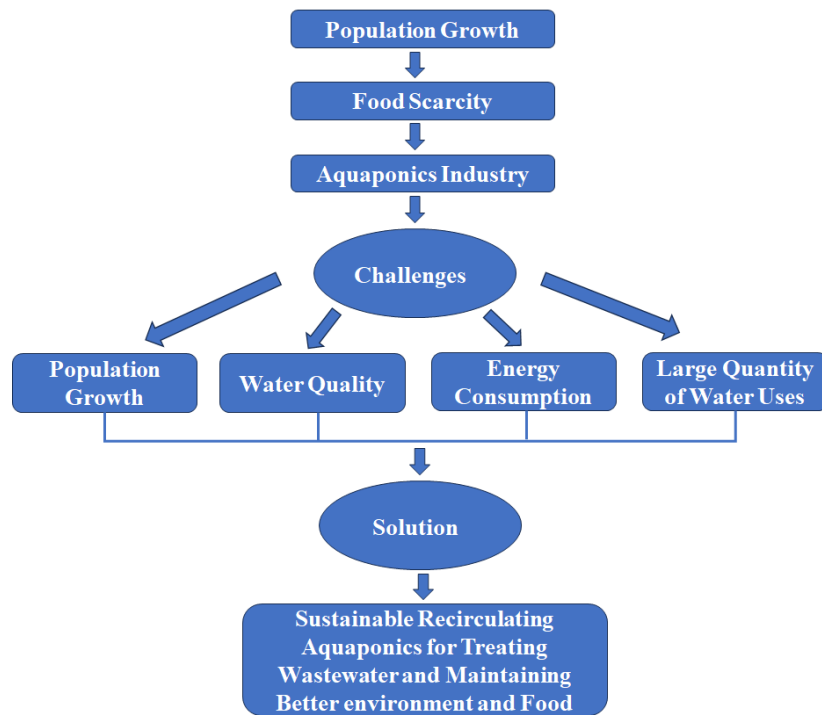 Population Growth
Food Scarcity
Aquaponics Industry
Challenges
Population
Growth
Water Quality
Energy
Consumption
Large Quantity
of Water Uses
Solution
Sustainable Recirculating
Aquaponics for Treating
Wastewater and Maintaining
Better environment and Food